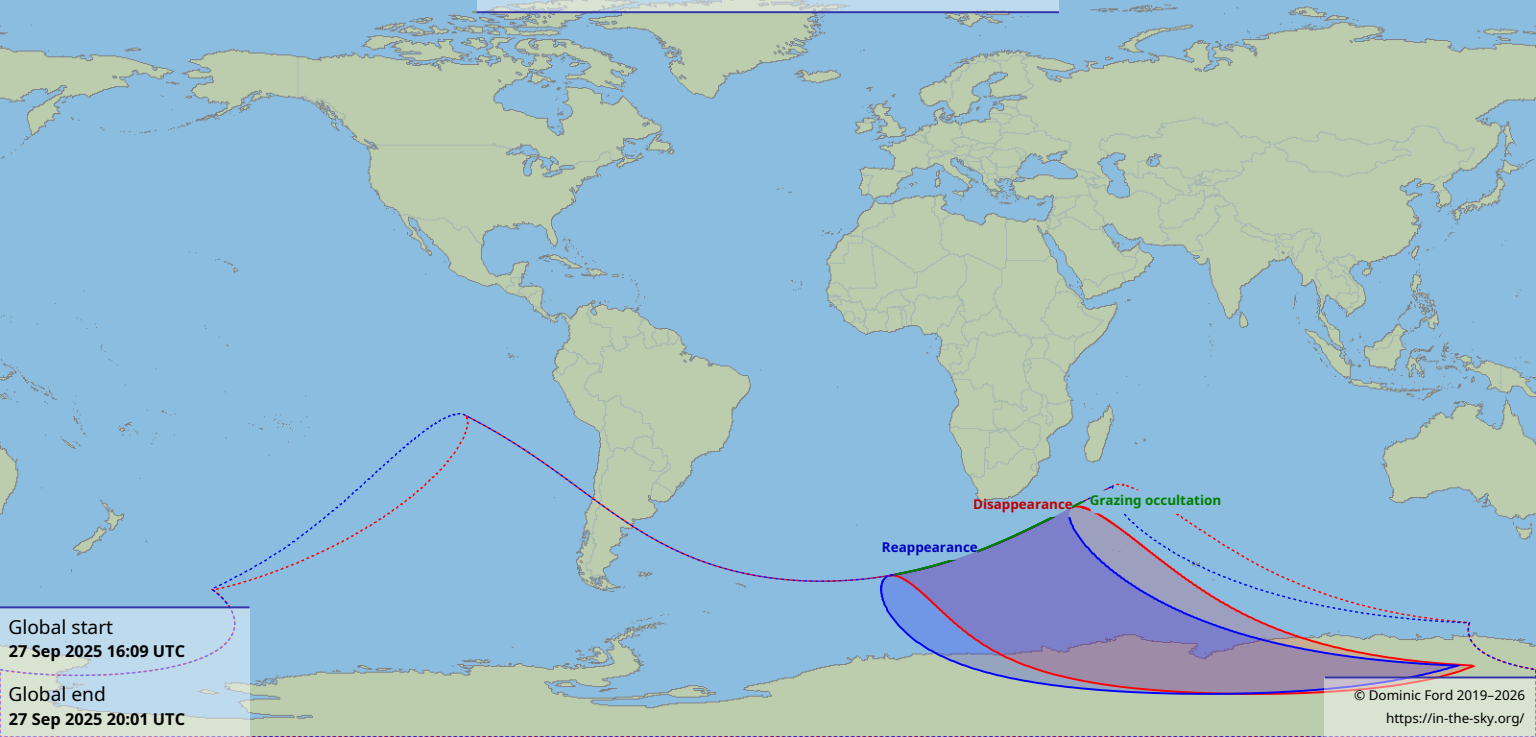 Disappearance
Grazing occultation
Reappearance
Global start
27 Sep 2025 16:09 UTC
Global end
27 Sep 2025 20:01 UTC
© Dominic Ford 2019–2026
https://in-the-sky.org/